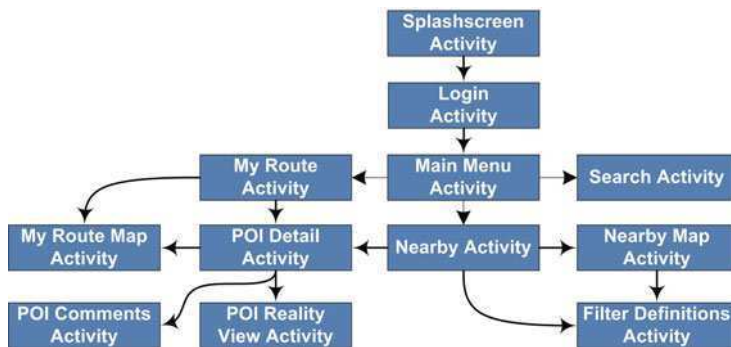 Splashscreen
Activity
Login
Activity
My Route
Activity
Main Menu
Activity
Search Activity
My Route Map
Activity
POI Detail
Activity
Nearby Activity
Nearby Map
Activity
POI Comments
Activity
POI Reality
View Activity
Filter Definitions
Activity